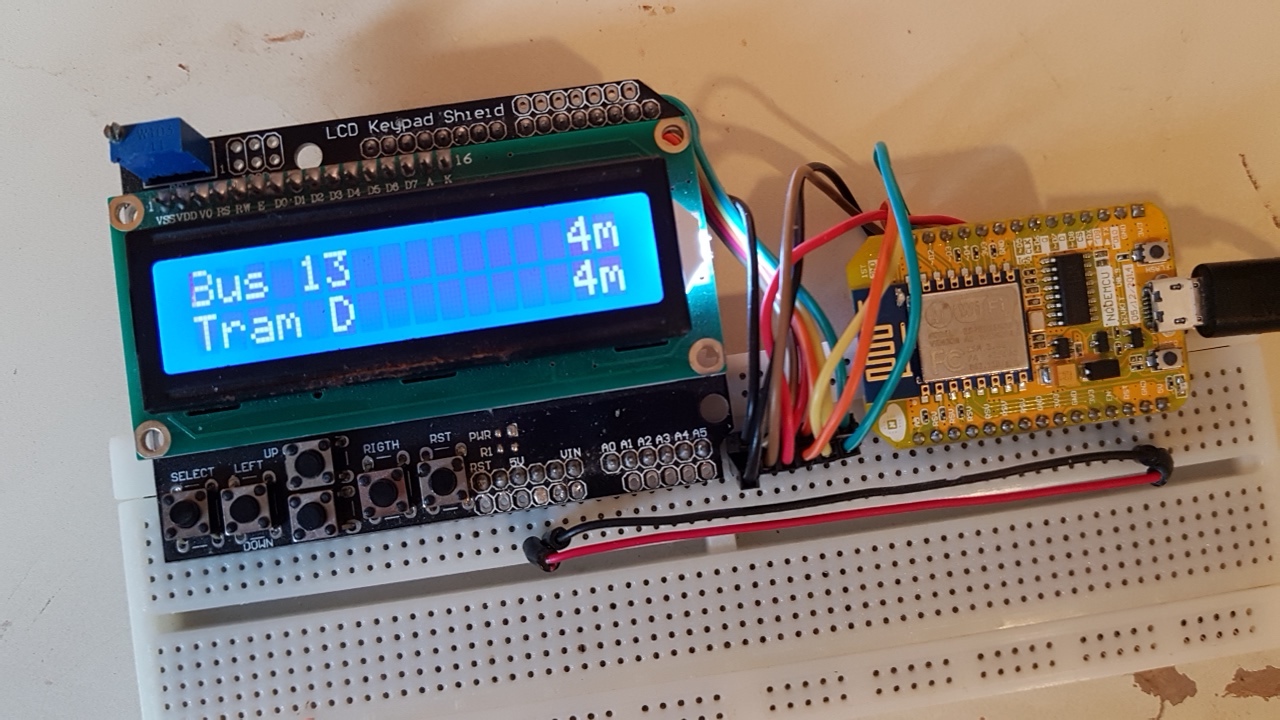 LCD Keypad Shield
1
16
VSS VDD VO RS RW E D0 D1 D2 D3 D4 D5 D6 D7 A K
Bus 13 4m
Tram D 4m
SELECT LEFT UP RIGTH RST
DOWN
PWR
R1
RST 5V VIN
A0 A1 A2 A3 A4 A5
NODEMCU